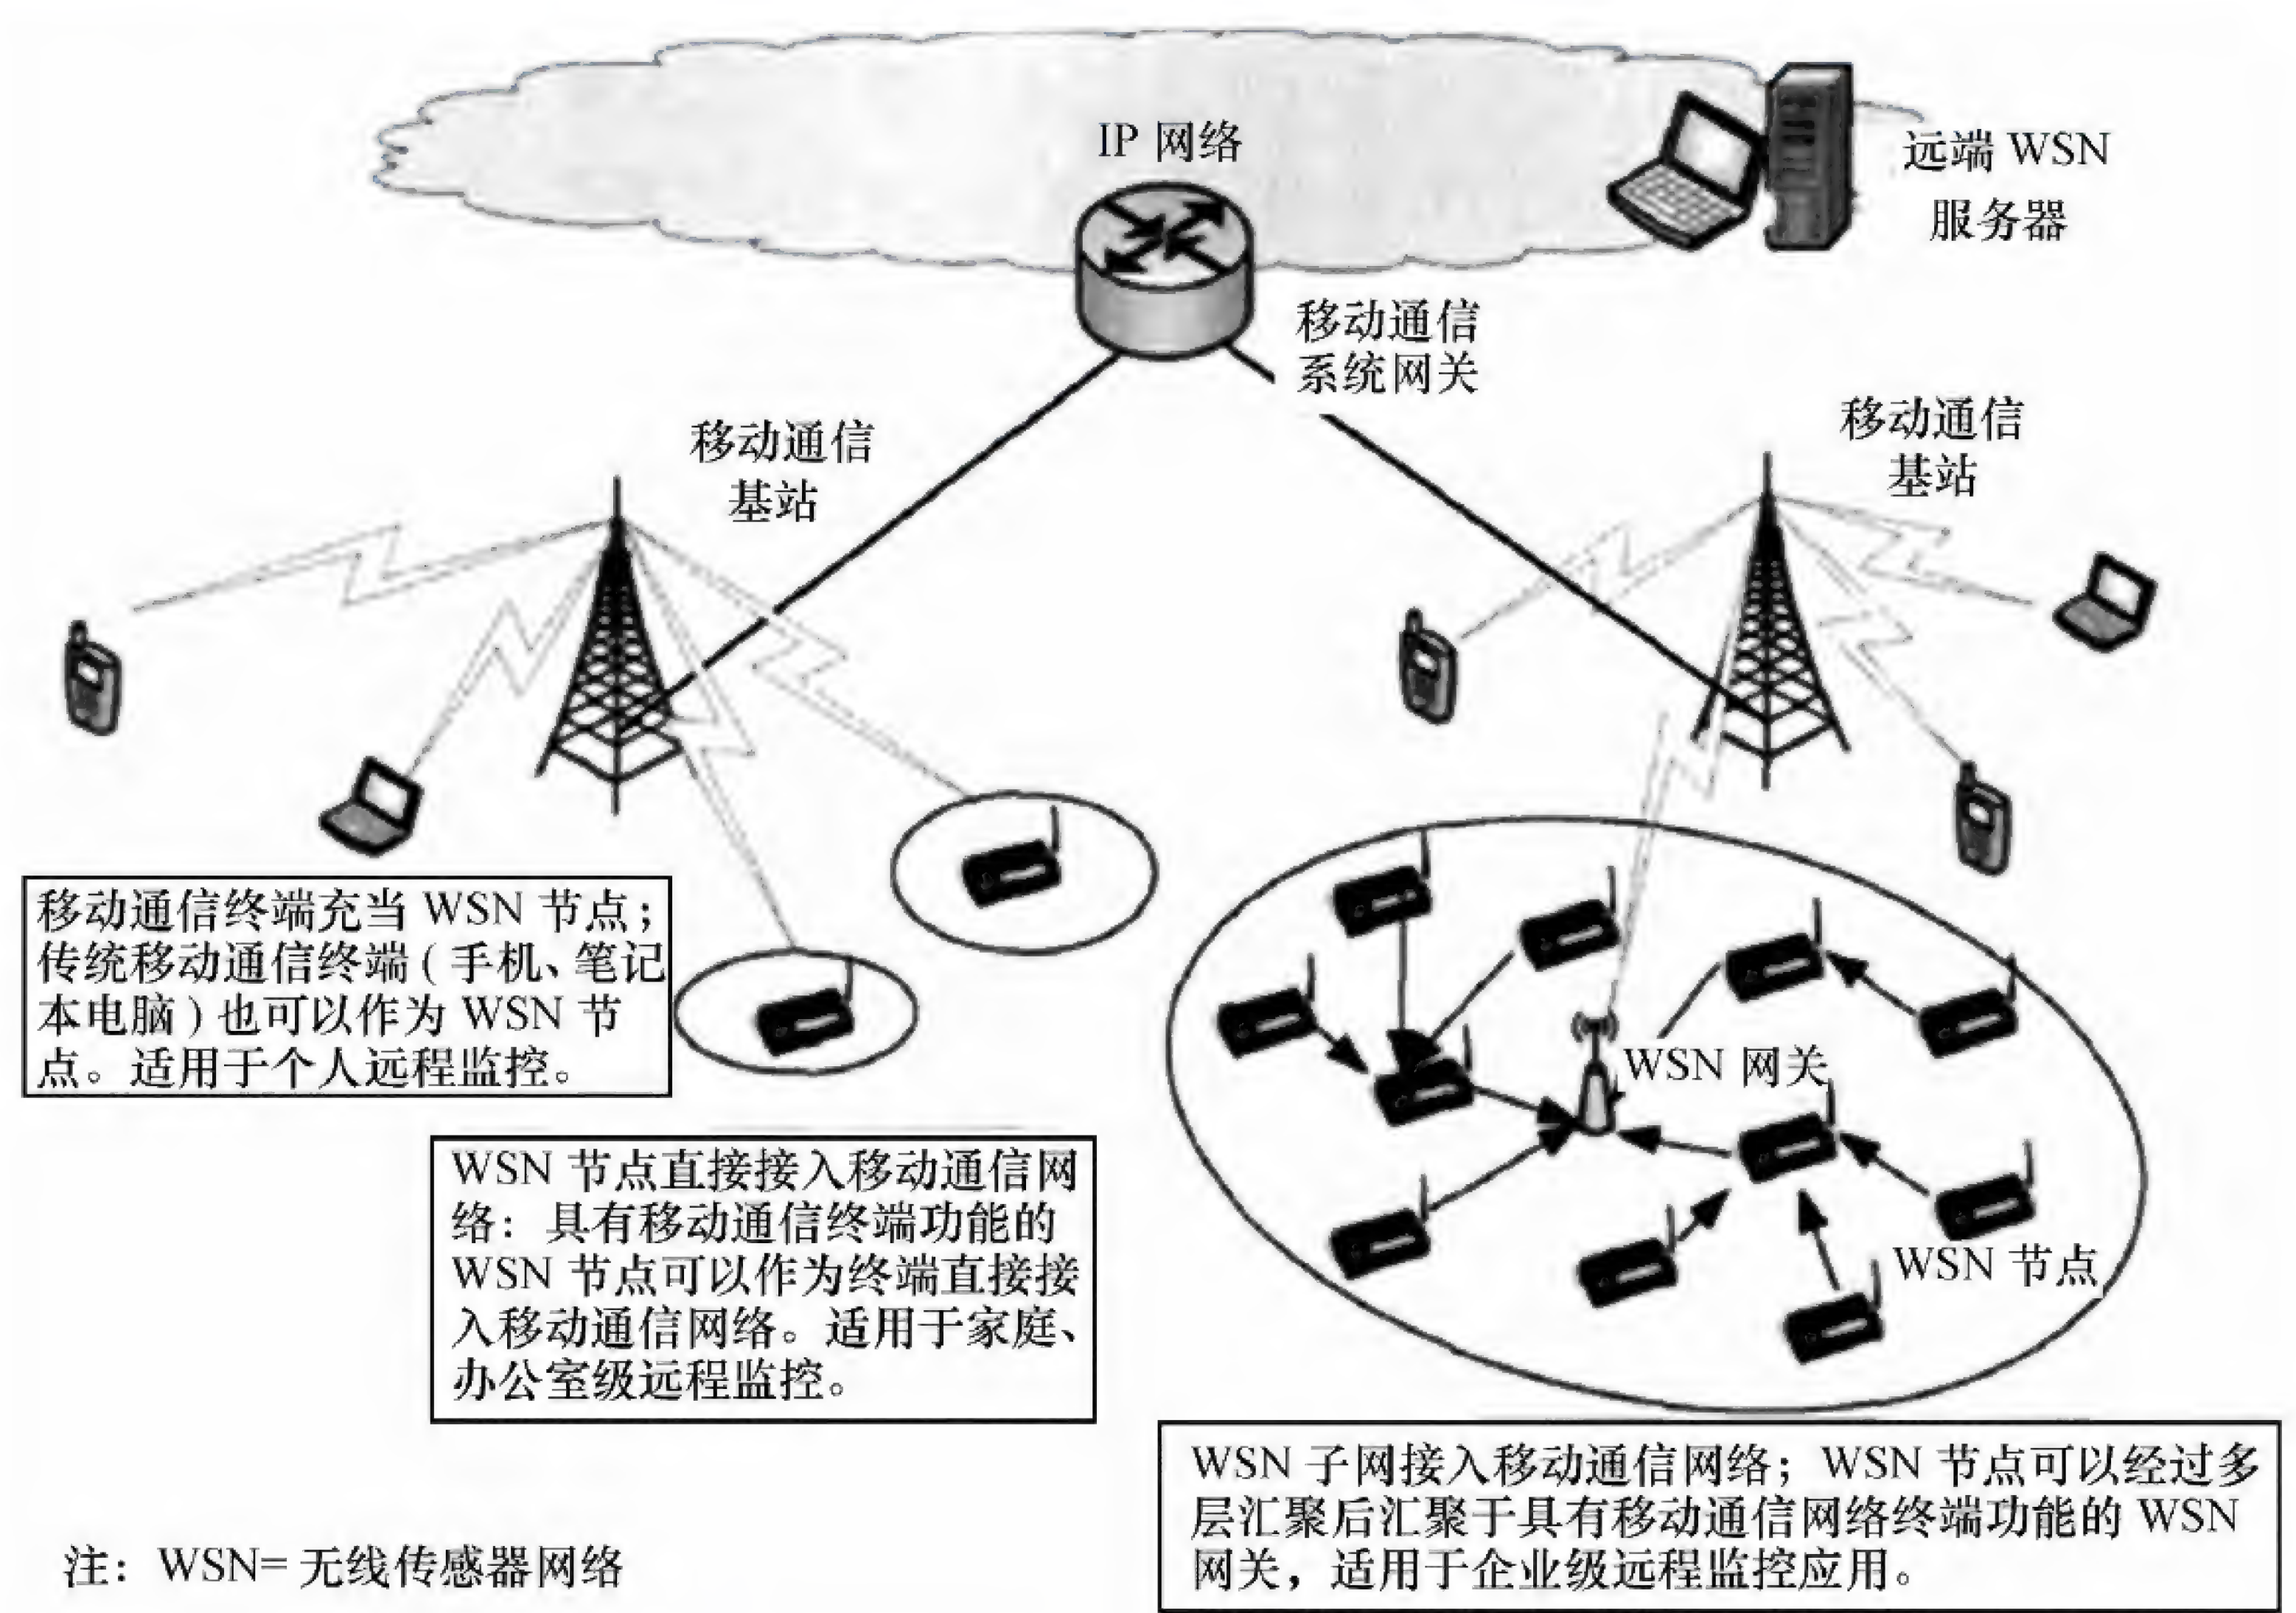 IP 网络
远端 WSN
服务器
移动通信
系统网关
移动通信
基站
移动通信
基站
移动通信终端充当 WSN 节点；
传统移动通信终端(手机、笔记
本电脑)也可以作为 WSN 节
点。适用于个人远程监控。
WSN 网关
WSN 节点
WSN 节点直接接入移动通信网
络：具有移动通信终端功能的
WSN 节点可以作为终端直接接
入移动通信网络。适用于家庭、
办公室级远程监控。
WSN 子网接入移动通信网络；WSN 节点可以经过多
层汇聚后汇聚于具有移动通信网络终端功能的 WSN
网关，适用于企业级远程监控应用。
注：WSN=无线传感器网络